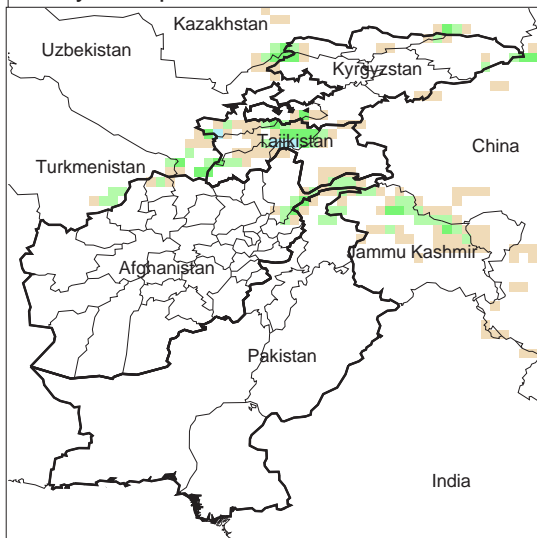 Kazakhstan
Uzbekistan
Kyrgyzstan
Tajikistan
China
Turkmenistan
Jammu Kashmir
Afghanistan
Pakistan
India